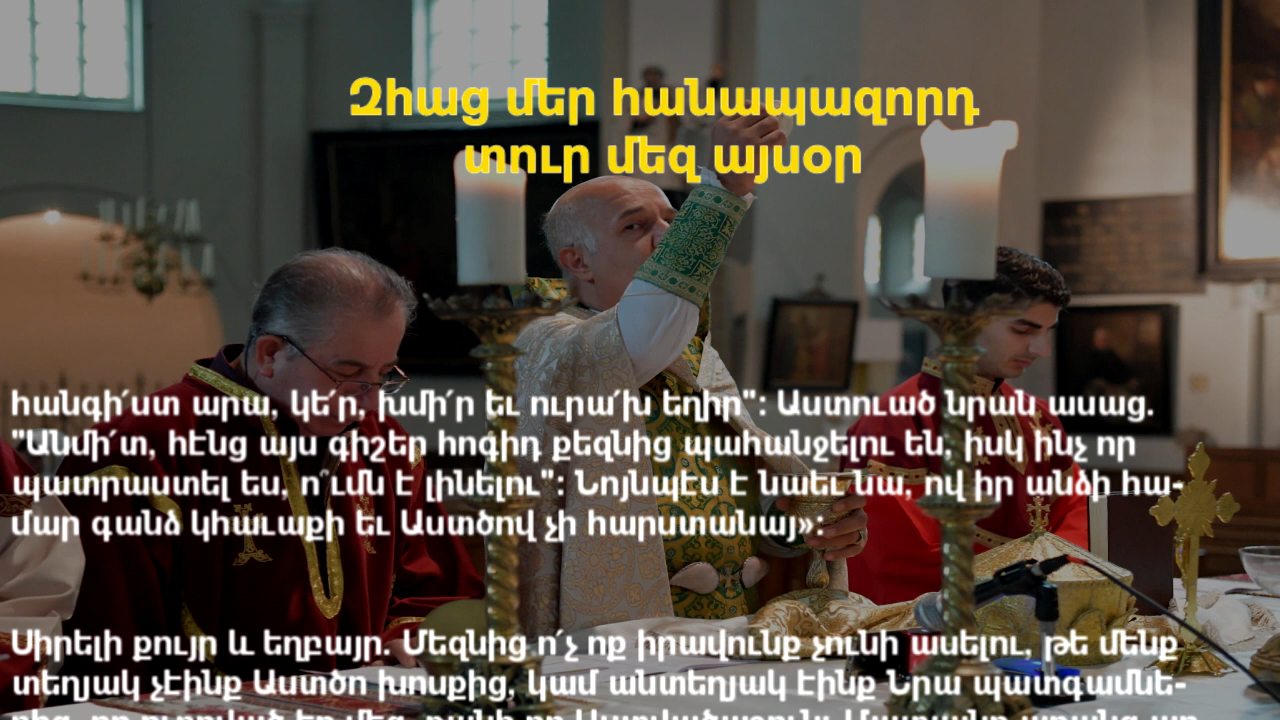 Զհաց մեր հանապազորդ
տուր մեզ այսօր
հանգի՛ստ արա, կե՛ր, խմի՛ր եւ ուրա՛խ եղիր": Աստուած նրան ասաց.
"Անմի՛տ, հէնց այս գիշեր հոգիդ քեզնից պահանջելու են, իսկ ինչ որ
պատրաստել ես, ո՞ւմն է լինելու": Նոյնպէս է նաեւ նա, ով իր անձի հա-
մար գանձ կհաւաքի եւ Աստծով չի հարստանայ»:
Սիրելի քույր և եղբայր. Մեզնից ո՛չ ոք իրավունք չունի ասելու, թե մենք
տեղյակ չէինք Աստծո խոսքից, կամ անտեղյակ էինք Նրա պատգամնե-